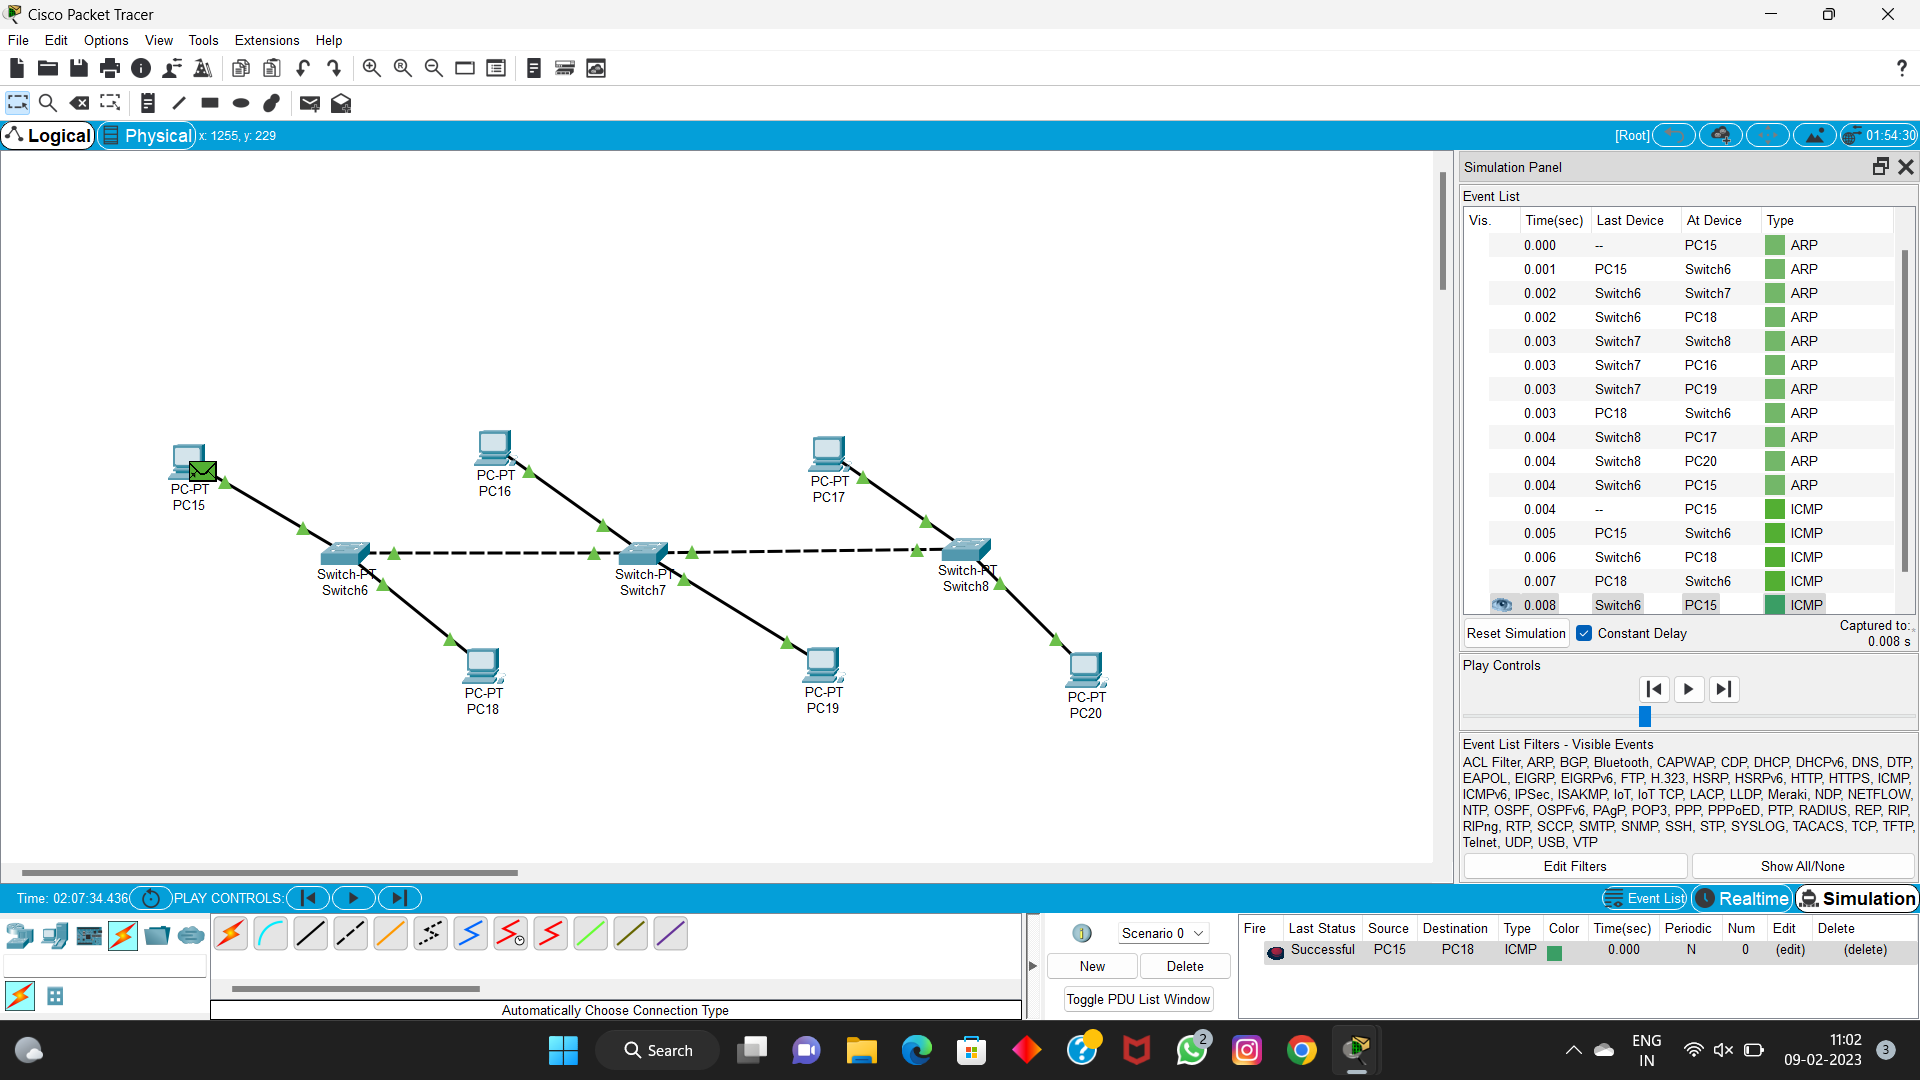 Cisco Packet Tracer
File Edit Options View Tools Extensions Help
Logical Physical x: 1255, y: 229 [Root] 01:54:30
PC-PT
PC15
PC-PT
PC16
PC-PT
PC17
Switch-PT
Switch6
Switch-PT
Switch7
Switch-PT
Switch8
PC-PT
PC18
PC-PT
PC19
PC-PT
PC20
Simulation Panel
Event List
Vis. Time(sec) Last Device At Device Type
0.000 -- PC15 ARP
0.001 PC15 Switch6 ARP
0.002 Switch6 Switch7 ARP
0.002 Switch6 PC18 ARP
0.003 Switch7 Switch8 ARP
0.003 Switch7 PC16 ARP
0.003 Switch7 PC19 ARP
0.003 PC18 Switch6 ARP
0.004 Switch8 PC17 ARP
0.004 Switch8 PC20 ARP
0.004 Switch6 PC15 ARP
0.004 -- PC15 ICMP
0.005 PC15 Switch6 ICMP
0.006 Switch6 PC18 ICMP
0.007 PC18 Switch6 ICMP
0.008 Switch6 PC15 ICMP
Reset Simulation Constant Delay Captured to:
0.008 s
Play Controls
Event List Filters - Visible Events
ACL Filter, ARP, BGP, Bluetooth, CAPWAP, CDP, DHCP, DHCPv6, DNS, DTP,
EAPOL, EIGRP, EIGRPv6, FTP, H.323, HSRP, HSRPv6, HTTP, HTTPS, ICMP,
ICMPv6, IPSec, ISAKMP, IoT, IoT TCP, LACP, LLDP, Meraki, NDP, NETFLOW,
NTP, OSPF, OSPFv6, PAgP, POP3, PPP, PPPoED, PTP, RADIUS, REP, RIP,
RIPng, RTP, SCCP, SMTP, SNMP, SSH, STP, SYSLOG, TACACS, TCP, TFTP,
Telnet, UDP, USB, VTP
Edit Filters Show All/None
Time: 02:07:34.436 PLAY CONTROLS: Event List Realtime Simulation
Scenario 0
New Delete
Toggle PDU List Window
Automatically Choose Connection Type
Fire Last Status Source Destination Type Color Time(sec) Periodic Num Edit Delete
Successful PC15 PC18 ICMP 0.000 N 0 (edit) (delete)
Search 2 ENG
IN 11:02
09-02-2023 3